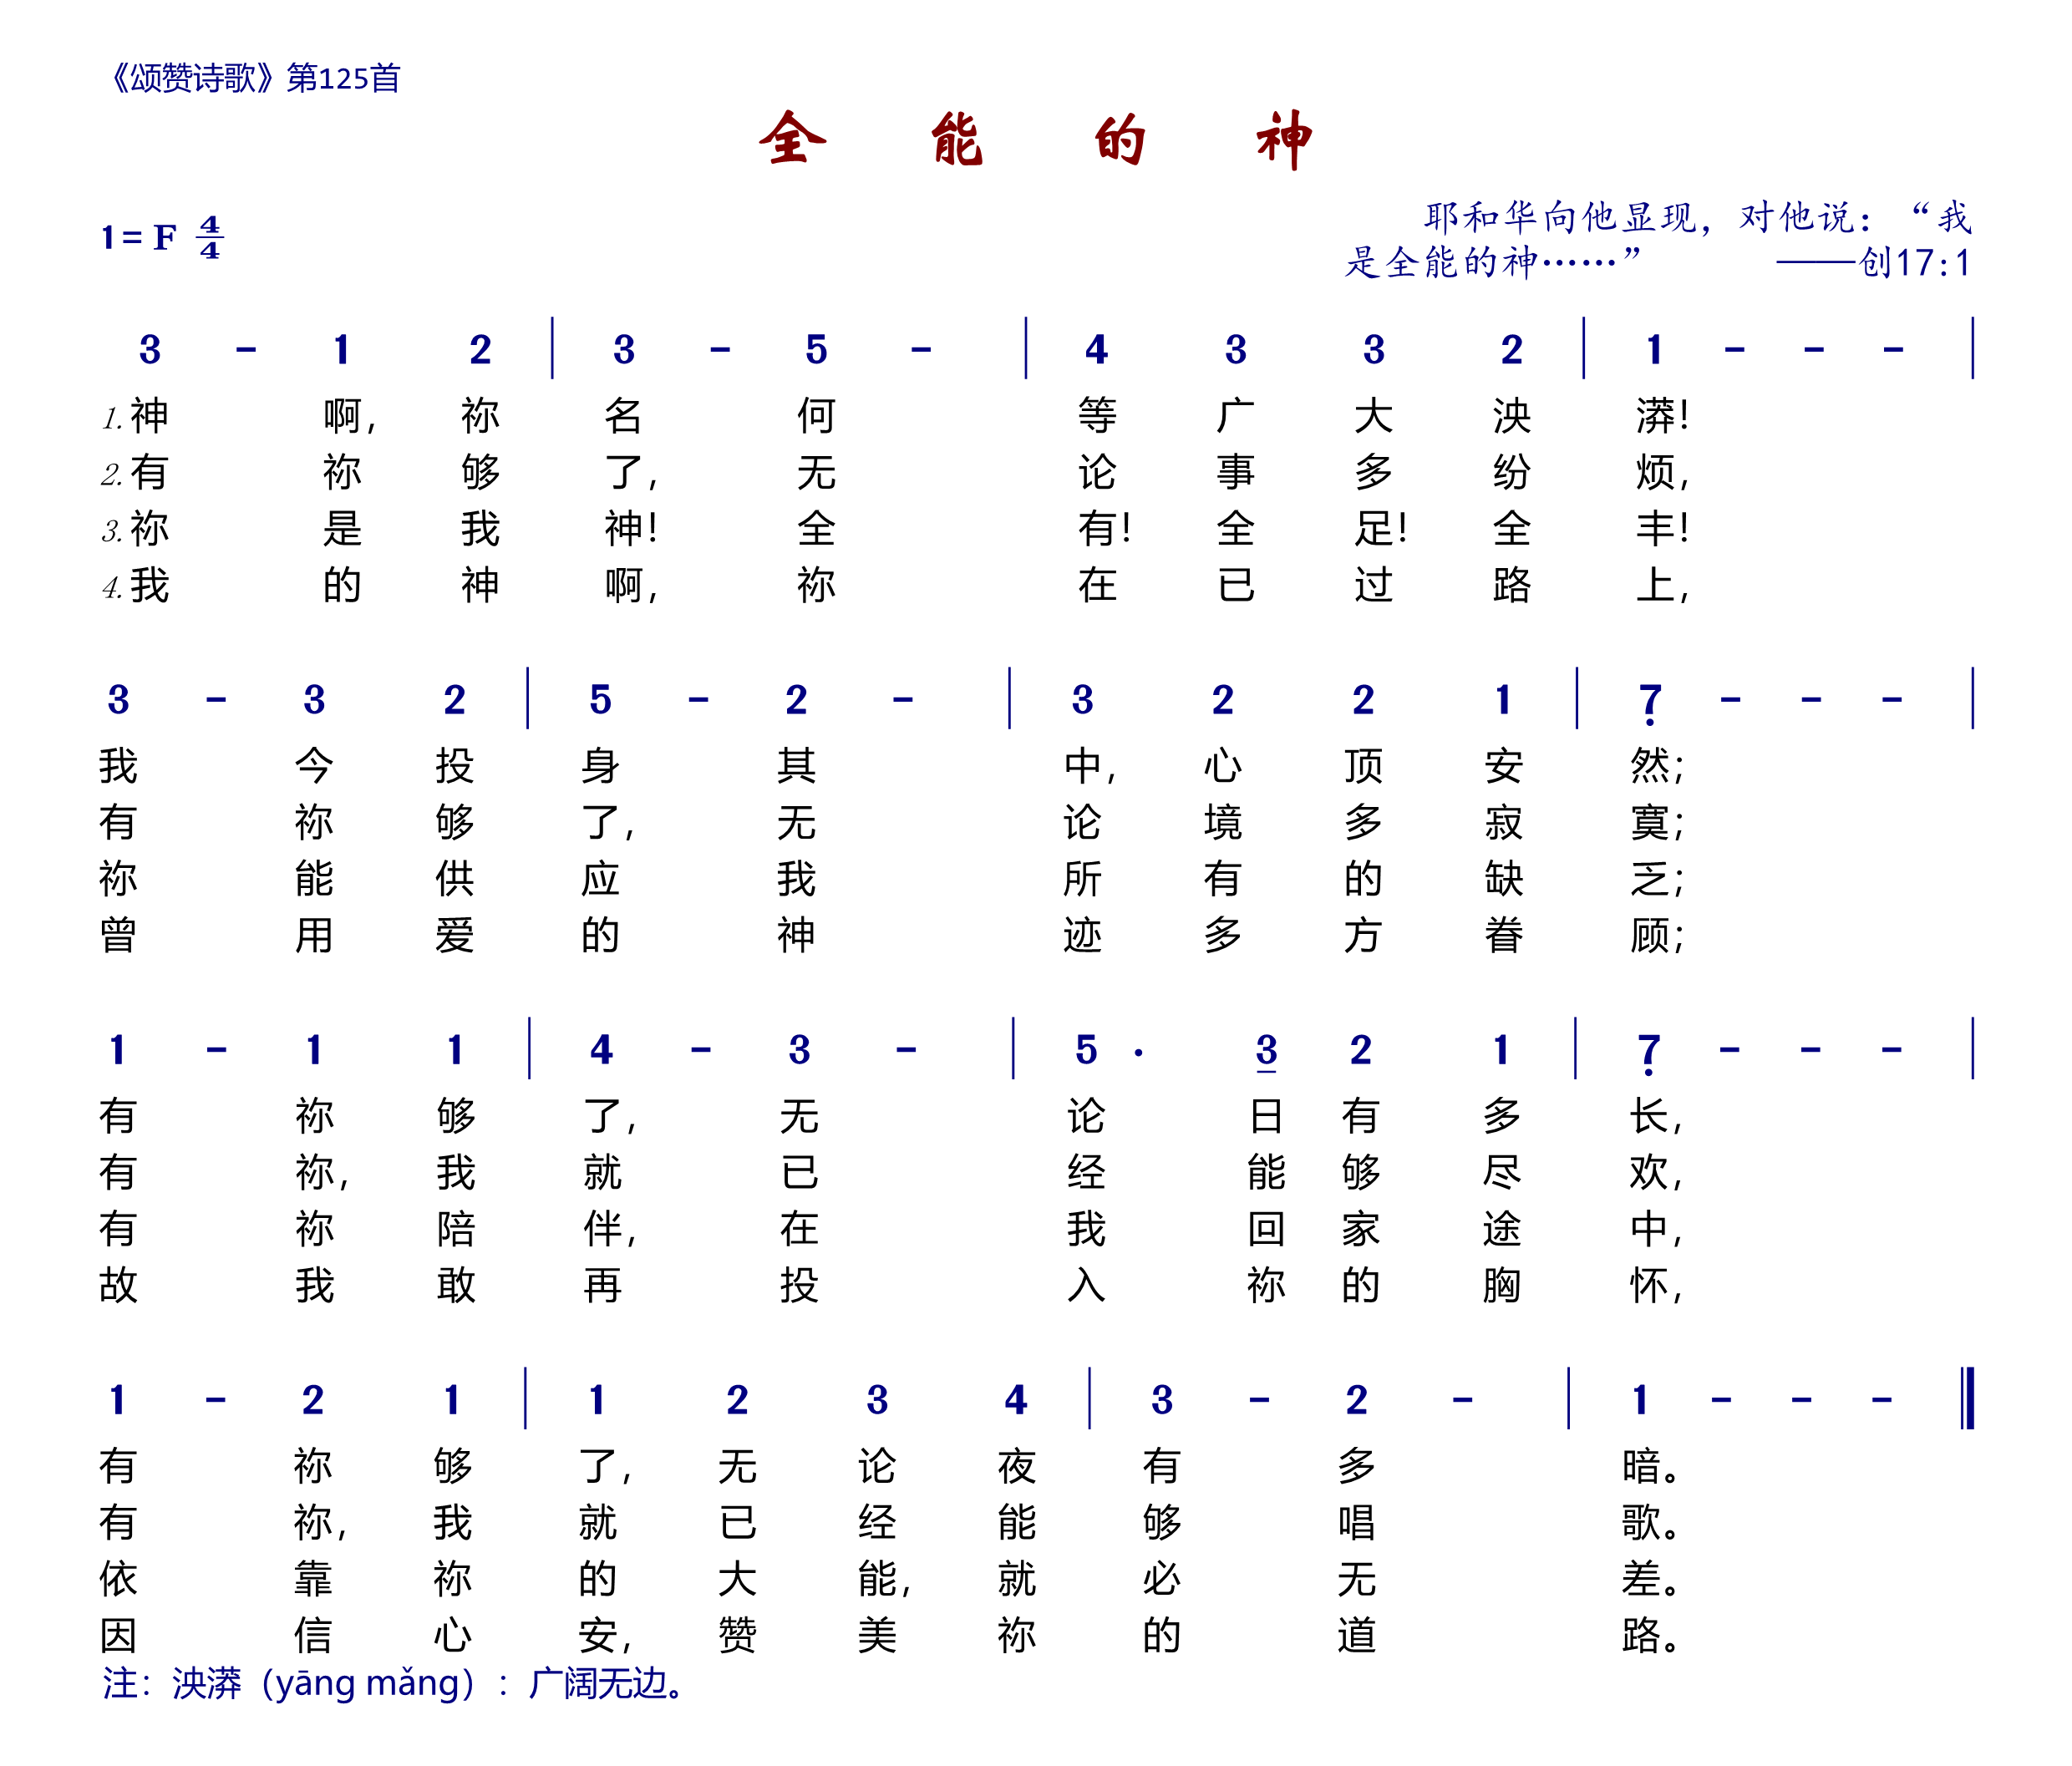 《颂赞诗歌》第125首
全 能 的 神
1= F 4/4
耶和华向他显现，对他说：“我
是全能的神……” ——创17:1
3 - 1 2 | 3 - 5 - | 4 3 3 2 | 1 - - - |
1. 神 啊， 祢 名 何 等 广 大 泱 漭！
2. 有 祢 够 了， 无 论 事 多 纷 烦，
3. 祢 是 我 神！ 全 有！ 全 足！ 全 丰！
4. 我 的 神 啊， 祢 在 已 过 路 上，
3 - 3 2 | 5 - 2 - | 3 2 2 1 | 7̣ - - - |
我 今 投 身 其 中， 心 顶 安 然；
有 祢 够 了， 无 论 境 多 寂 寞；
祢 能 供 应 我 所 有 的 缺 乏；
曾 用 爱 的 神 迹 多 方 眷 顾；
1 - 1 1 | 4 - 3 - | 5 · 3̲ 2 1 | 7̣ - - - |
有 祢 够 了， 无 论 日 有 多 长，
有 祢， 我 就 已 经 能 够 尽 欢，
有 祢 陪 伴， 在 我 回 家 途 中，
故 我 敢 再 投 入 祢 的 胸 怀，
1 - 2 1 | 1 2 3 4 | 3 - 2 - | 1 - - - ‖
有 祢 够 了， 无 论 夜 有 多 暗。
有 祢， 我 就 已 经 能 够 唱 歌。
依 靠 祢 的 大 能， 就 必 无 差。
因 信 心 安， 赞 美 祢 的 道 路。
注：泱漭（yāng mǎng）：广阔无边。